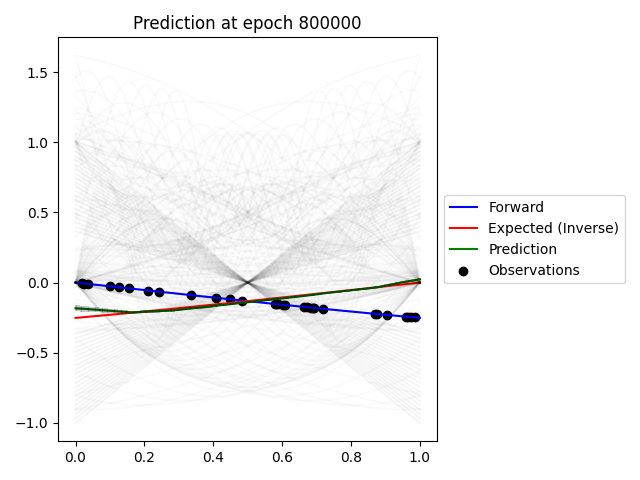 Prediction at epoch 800000
1.5
1.0
0.5
0.0
−0.5
−1.0
0.0 0.2 0.4 0.6 0.8 1.0
Forward
Expected (Inverse)
Prediction
Observations